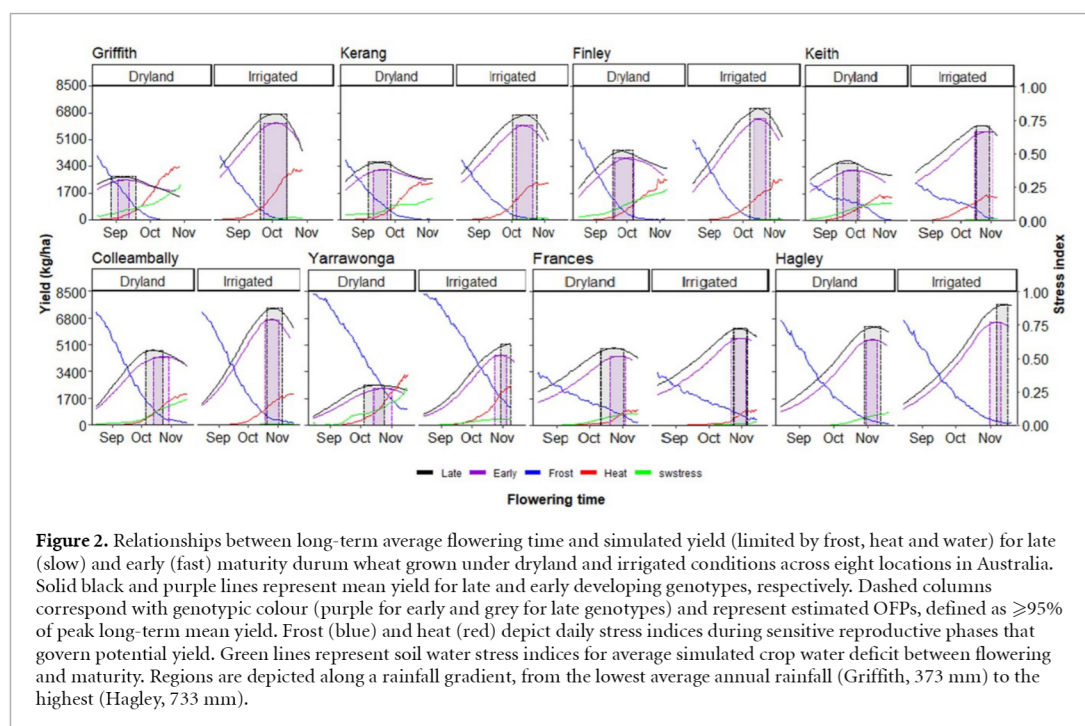 Griffith Kerang Finley Keith
Dryland Irrigated Dryland Irrigated Dryland Irrigated Dryland Irrigated
8500 1.00
6800 0.75
5100
3400 0.50
1700 0.25
0 0.00
Sep Oct Nov Sep Oct Nov Sep Oct Nov Sep Oct Nov Sep Oct Nov Sep Oct Nov Sep Oct Nov Sep Oct Nov
Yield (kg/ha)
Stress index
Colleambally Yarrawonga Frances Hagley
Dryland Irrigated Dryland Irrigated Dryland Irrigated Dryland Irrigated
8500 1.00
6800 0.75
5100
3400 0.50
1700 0.25
0 0.00
Sep Oct Nov Sep Oct Nov Sep Oct Nov Sep Oct Nov Sep Oct Nov Sep Oct Nov Sep Oct Nov Sep Oct Nov
Late Early Frost Heat swstress
Flowering time
Figure 2. Relationships between long-term average flowering time and simulated yield (limited by frost, heat and water) for late
(slow) and early (fast) maturity durum wheat grown under dryland and irrigated conditions across eight locations in Australia.
Solid black and purple lines represent mean yield for late and early developing genotypes, respectively. Dashed columns
correspond with genotypic colour (purple for early and grey for late genotypes) and represent estimated OFPs, defined as ⩾95%
of peak long-term mean yield. Frost (blue) and heat (red) depict daily stress indices during sensitive reproductive phases that
govern potential yield. Green lines represent soil water stress indices for average simulated crop water deficit between flowering
and maturity. Regions are depicted along a rainfall gradient, from the lowest average annual rainfall (Griffith, 373 mm) to the
highest (Hagley, 733 mm).